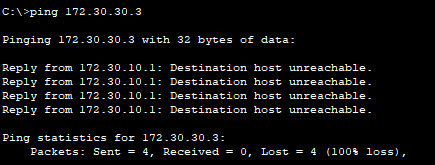 C:\>ping 172.30.30.3
Pinging 172.30.30.3 with 32 bytes of data:
Reply from 172.30.10.1: Destination host unreachable.
Reply from 172.30.10.1: Destination host unreachable.
Reply from 172.30.10.1: Destination host unreachable.
Reply from 172.30.10.1: Destination host unreachable.
Ping statistics for 172.30.30.3:
Packets: Sent = 4, Received = 0, Lost = 4 (100% loss),